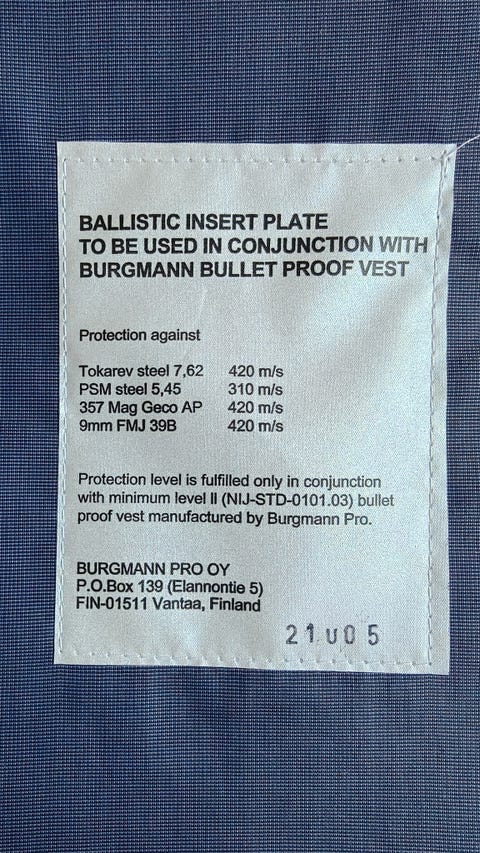 BALLISTIC INSERT PLATE
TO BE USED IN CONJUNCTION WITH
BURGMANN BULLET PROOF VEST
Protection against
Tokarev steel 7,62 420 m/s
PSM steel 5,45 310 m/s
357 Mag Geco AP 420 m/s
9mm FMJ 39B 420 m/s
Protection level is fulfilled only in conjunction
with minimum level II (NIJ-STD-0101.03) bullet
proof vest manufactured by Burgmann Pro.
BURGMANN PRO OY
P.O.Box 139 (Elannontie 5)
FIN-01511 Vantaa, Finland
21u05